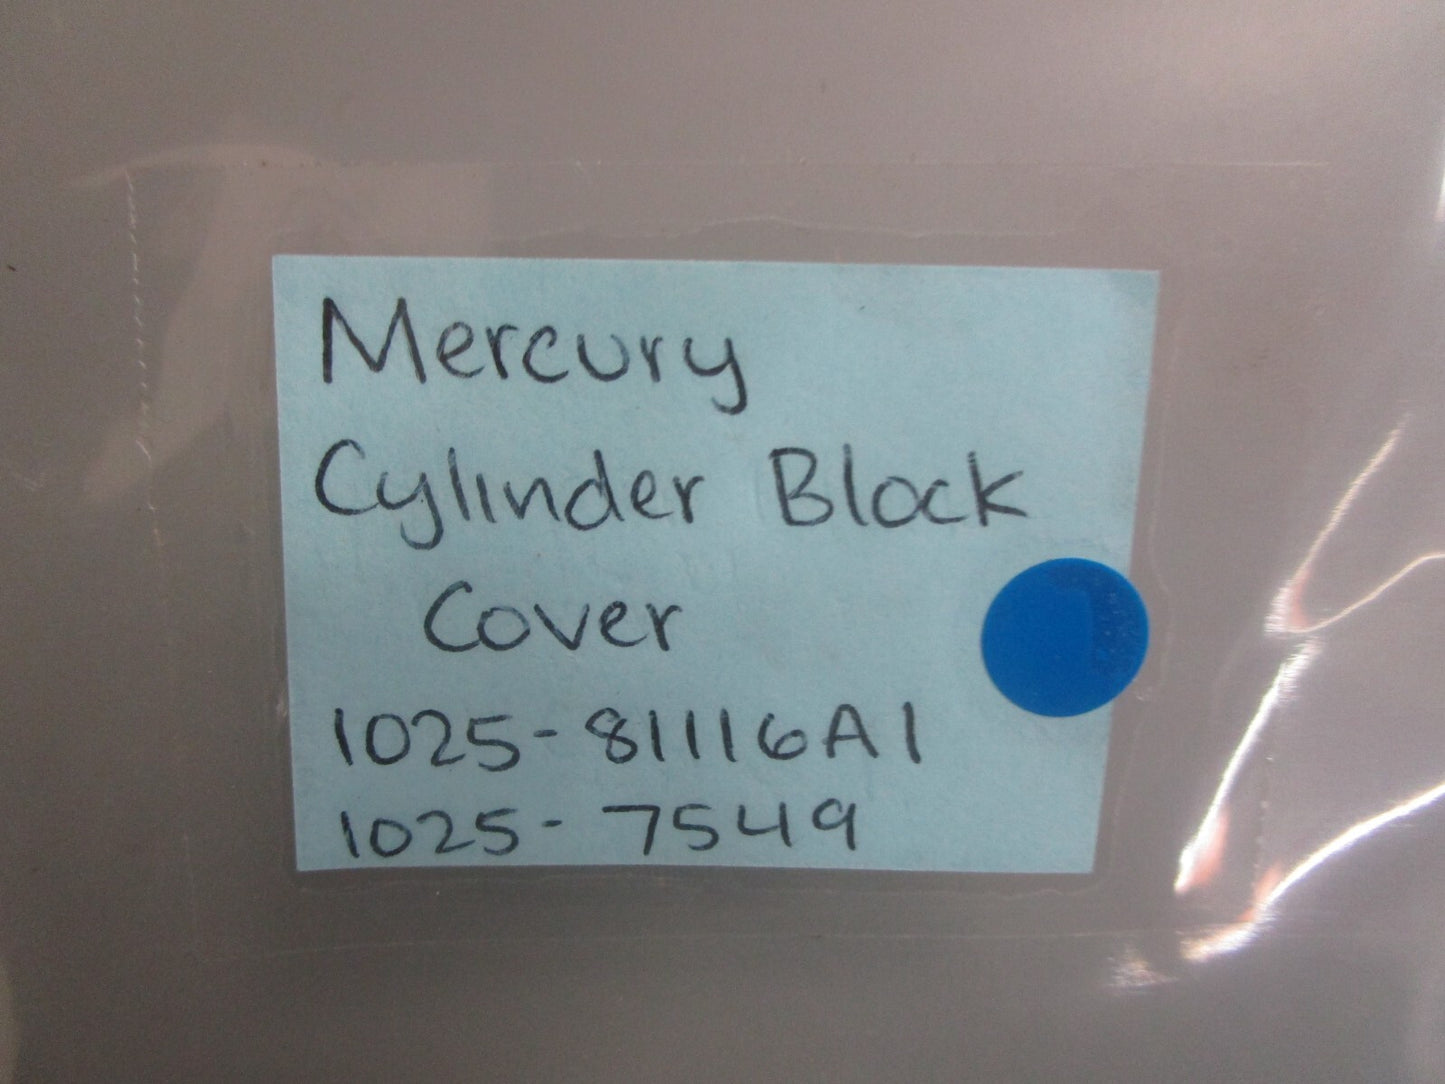 Mercury
Cylinder Block
Cover
1025-81116A1
1025-7549